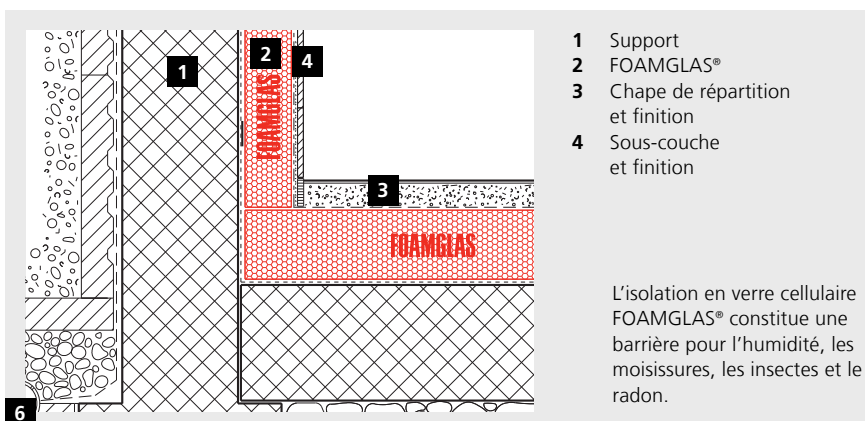 1
2
4
FOAMGLAS
3
FOAMGLAS
6
1 Support
2 FOAMGLAS®
3 Chape de répartition
et finition
4 Sous-couche
et finition
L’isolation en verre cellulaire
FOAMGLAS® constitue une
barrière pour l’humidité, les
moisissures, les insectes et le
radon.